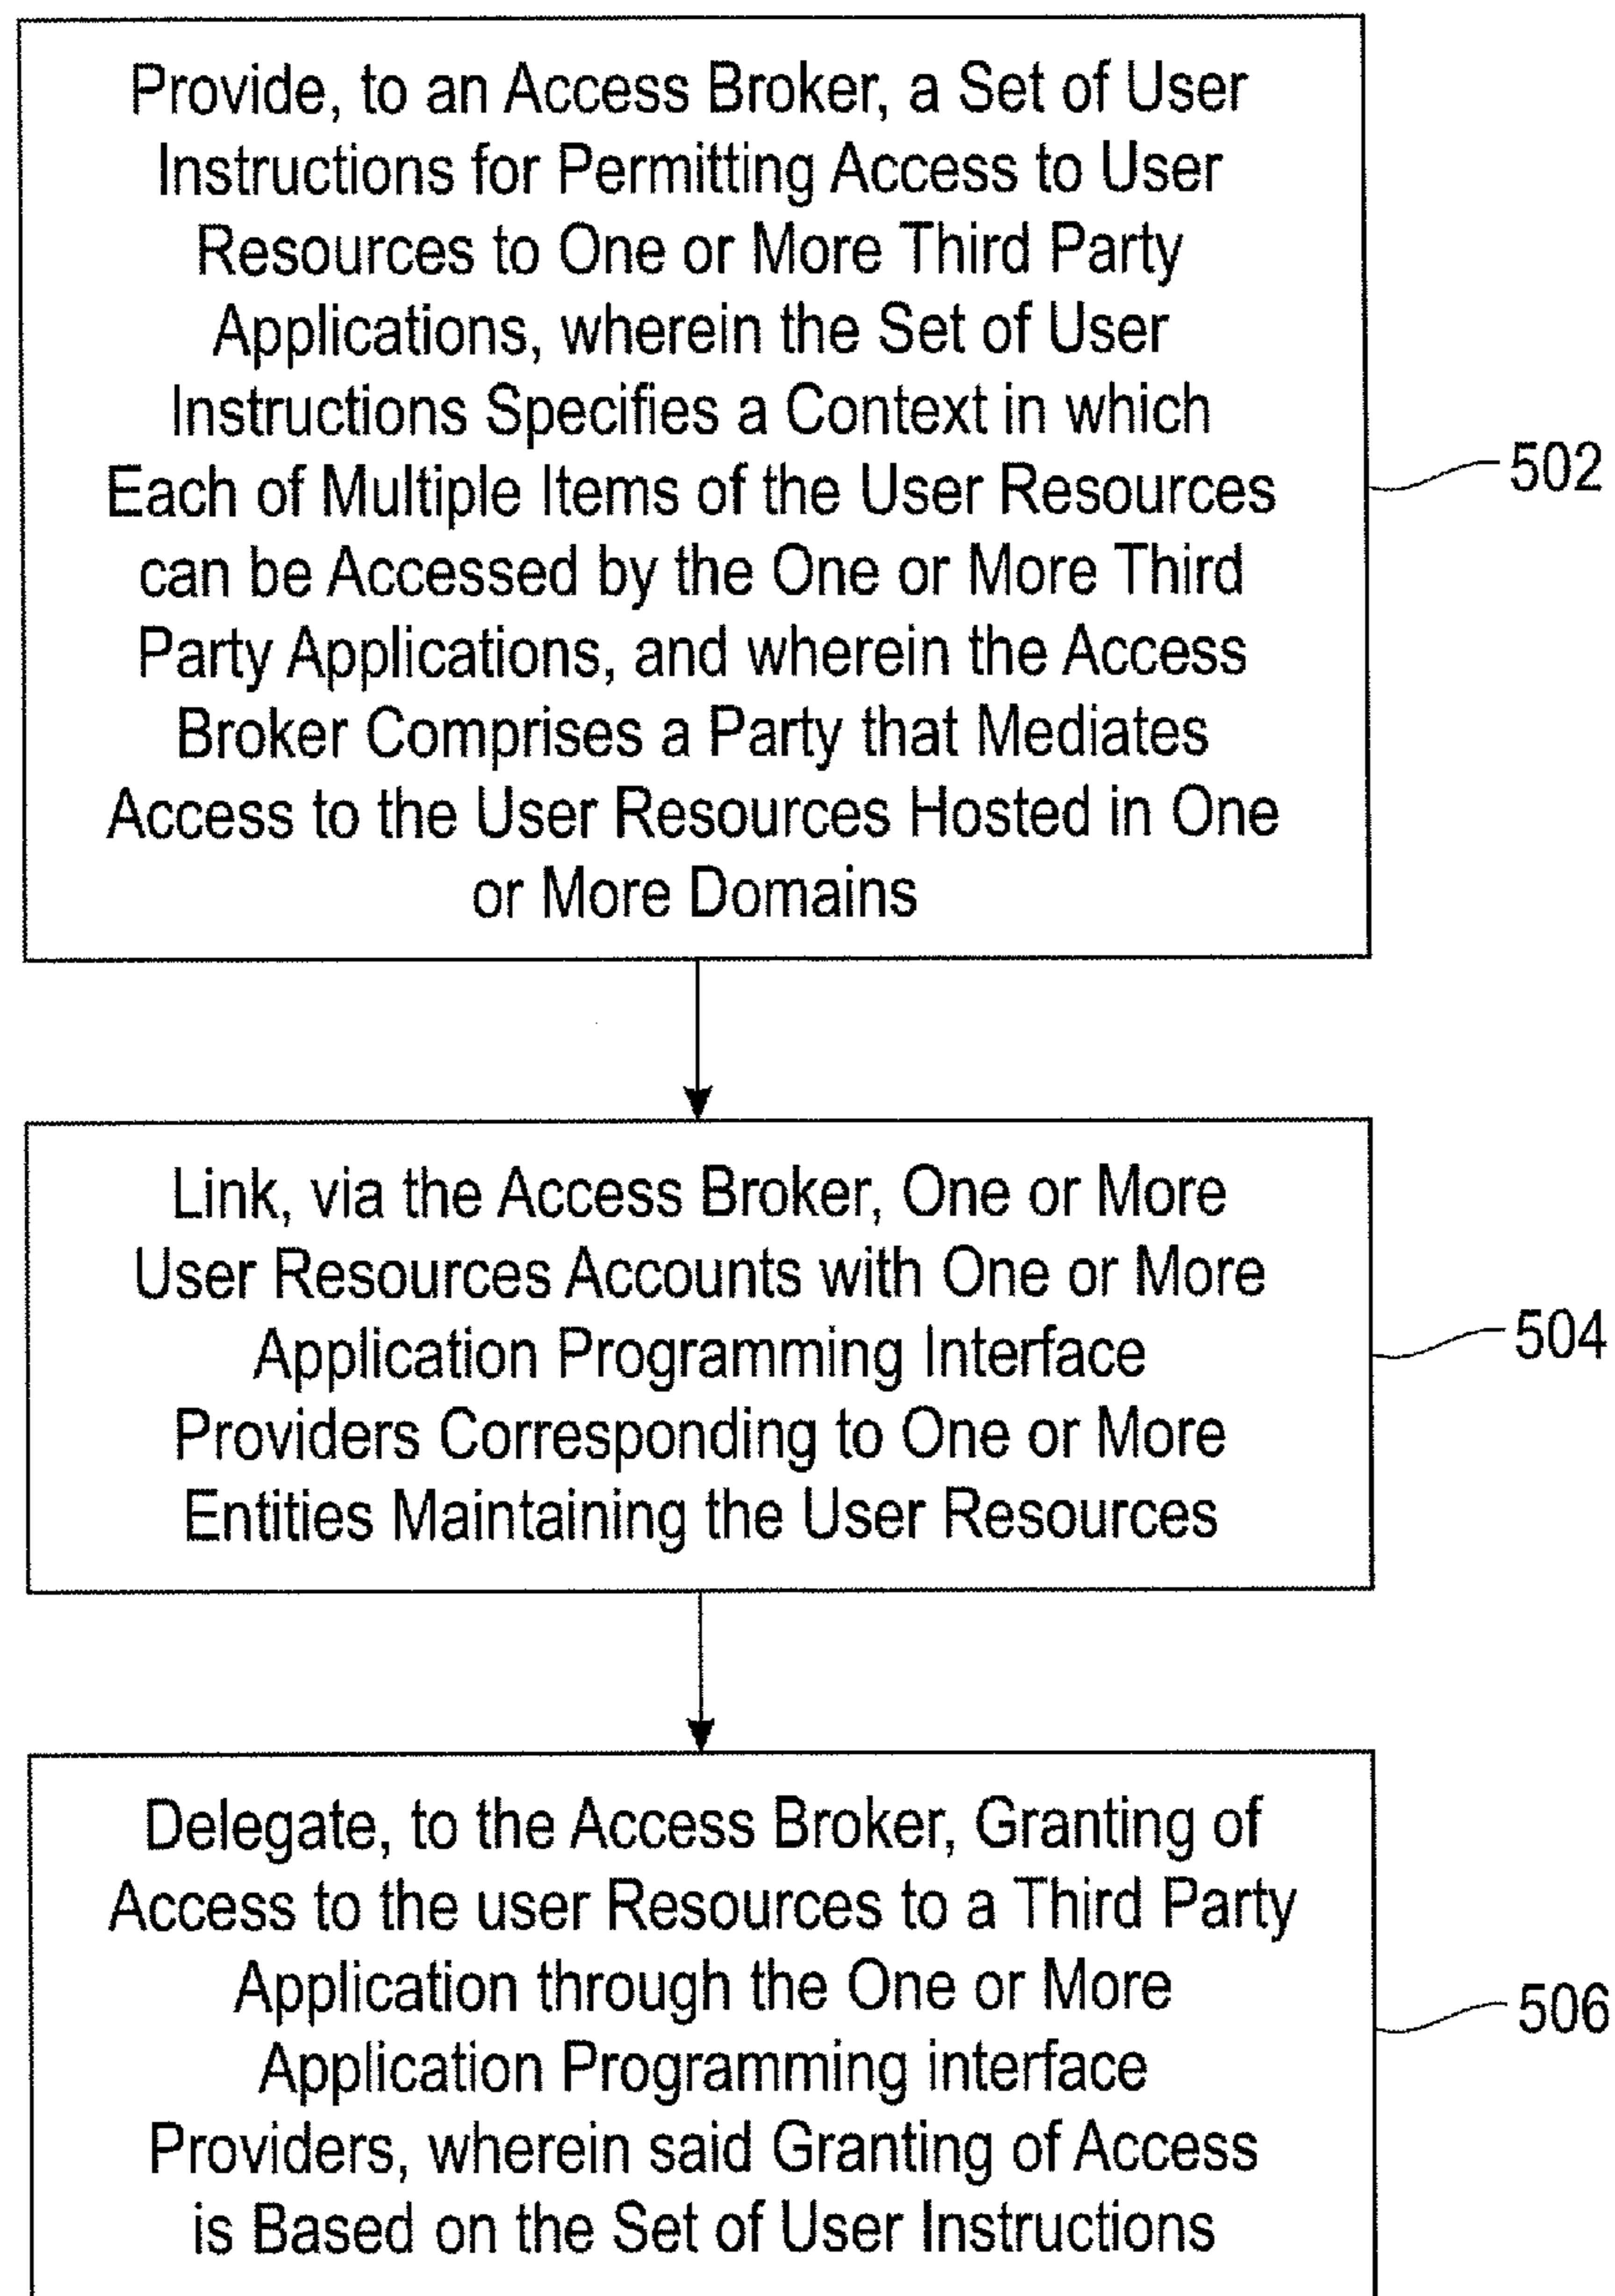 Provide, to an Access Broker, a Set of User
Instructions for Permitting Access to User
Resources to One or More Third Party
Applications, wherein the Set of User
Instructions Specifies a Context in which
Each of Multiple Items of the User Resources
can be Accessed by the One or More Third
Party Applications, and wherein the Access
Broker Comprises a Party that Mediates
Access to the User Resources Hosted in One
or More Domains
502
Link, via the Access Broker, One or More
User Resources Accounts with One or More
Application Programming Interface
Providers Corresponding to One or More
Entities Maintaining the User Resources
504
Delegate, to the Access Broker, Granting of
Access to the user Resources to a Third Party
Application through the One or More
Application Programming interface
Providers, wherein said Granting of Access
is Based on the Set of User Instructions
506